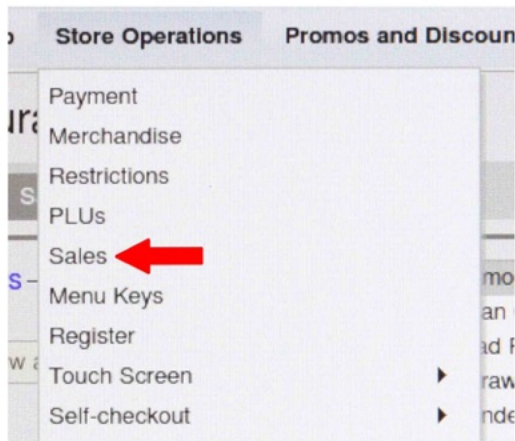 Store Operations Promos and Discoun
Payment
Merchandise
Restrictions
PLUs
Sales
Menu Keys
Register
Touch Screen
Self-checkout